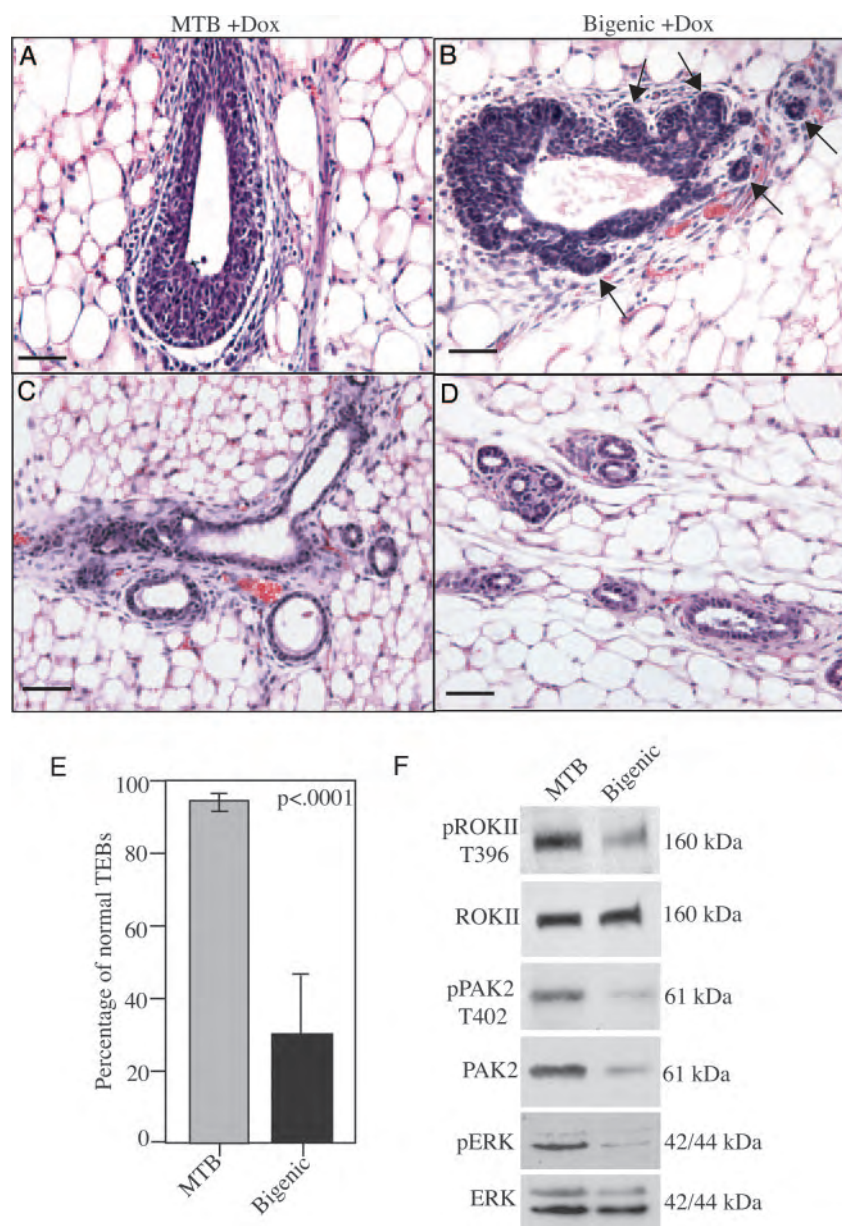 MTB +Dox
Bigenic +Dox
A
B
C
D
E
100
80
60
40
20
0
Percentage of normal TEBs
p<.0001
MTB
Bigenic
F
MTB
Bigenic
pROKII
T396
160 kDa
ROKII
160 kDa
pPAK2
T402
61 kDa
PAK2
61 kDa
pERK
42/44 kDa
ERK
42/44 kDa